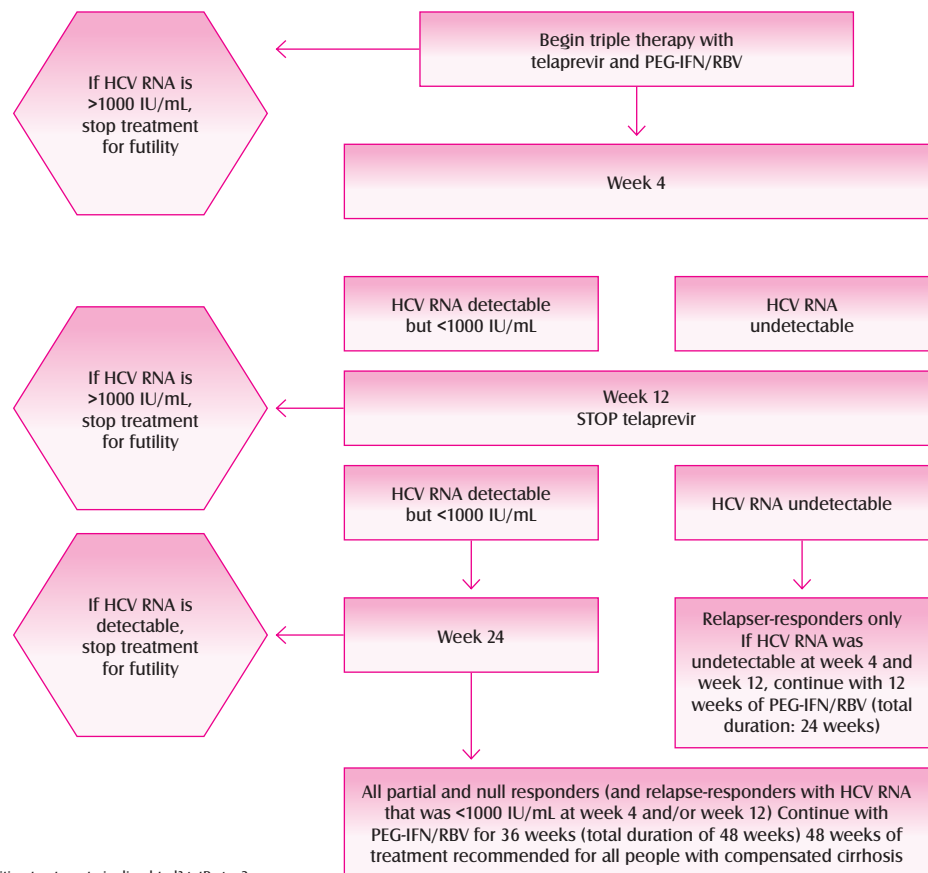 Begin triple therapy with
telaprevir and PEG-IFN/RBV
If HCV RNA is
>1000 IU/mL,
stop treatment
for futility
Week 4
HCV RNA detectable
but <1000 IU/mL
HCV RNA
undetectable
If HCV RNA is
>1000 IU/mL,
stop treatment
for futility
Week 12
STOP telaprevir
HCV RNA detectable
but <1000 IU/mL
HCV RNA undetectable
If HCV RNA is
detectable,
stop treatment
for futility
Week 24
Relapser-responders only
If HCV RNA was
undetectable at week 4 and
week 12, continue with 12
weeks of PEG-IFN/RBV (total
duration: 24 weeks)
All partial and null responders (and relapse-responders with HCV RNA
that was <1000 IU/mL at week 4 and/or week 12) Continue with
PEG-IFN/RBV for 36 weeks (total duration of 48 weeks) 48 weeks of
treatment recommended for all people with compensated cirrhosis